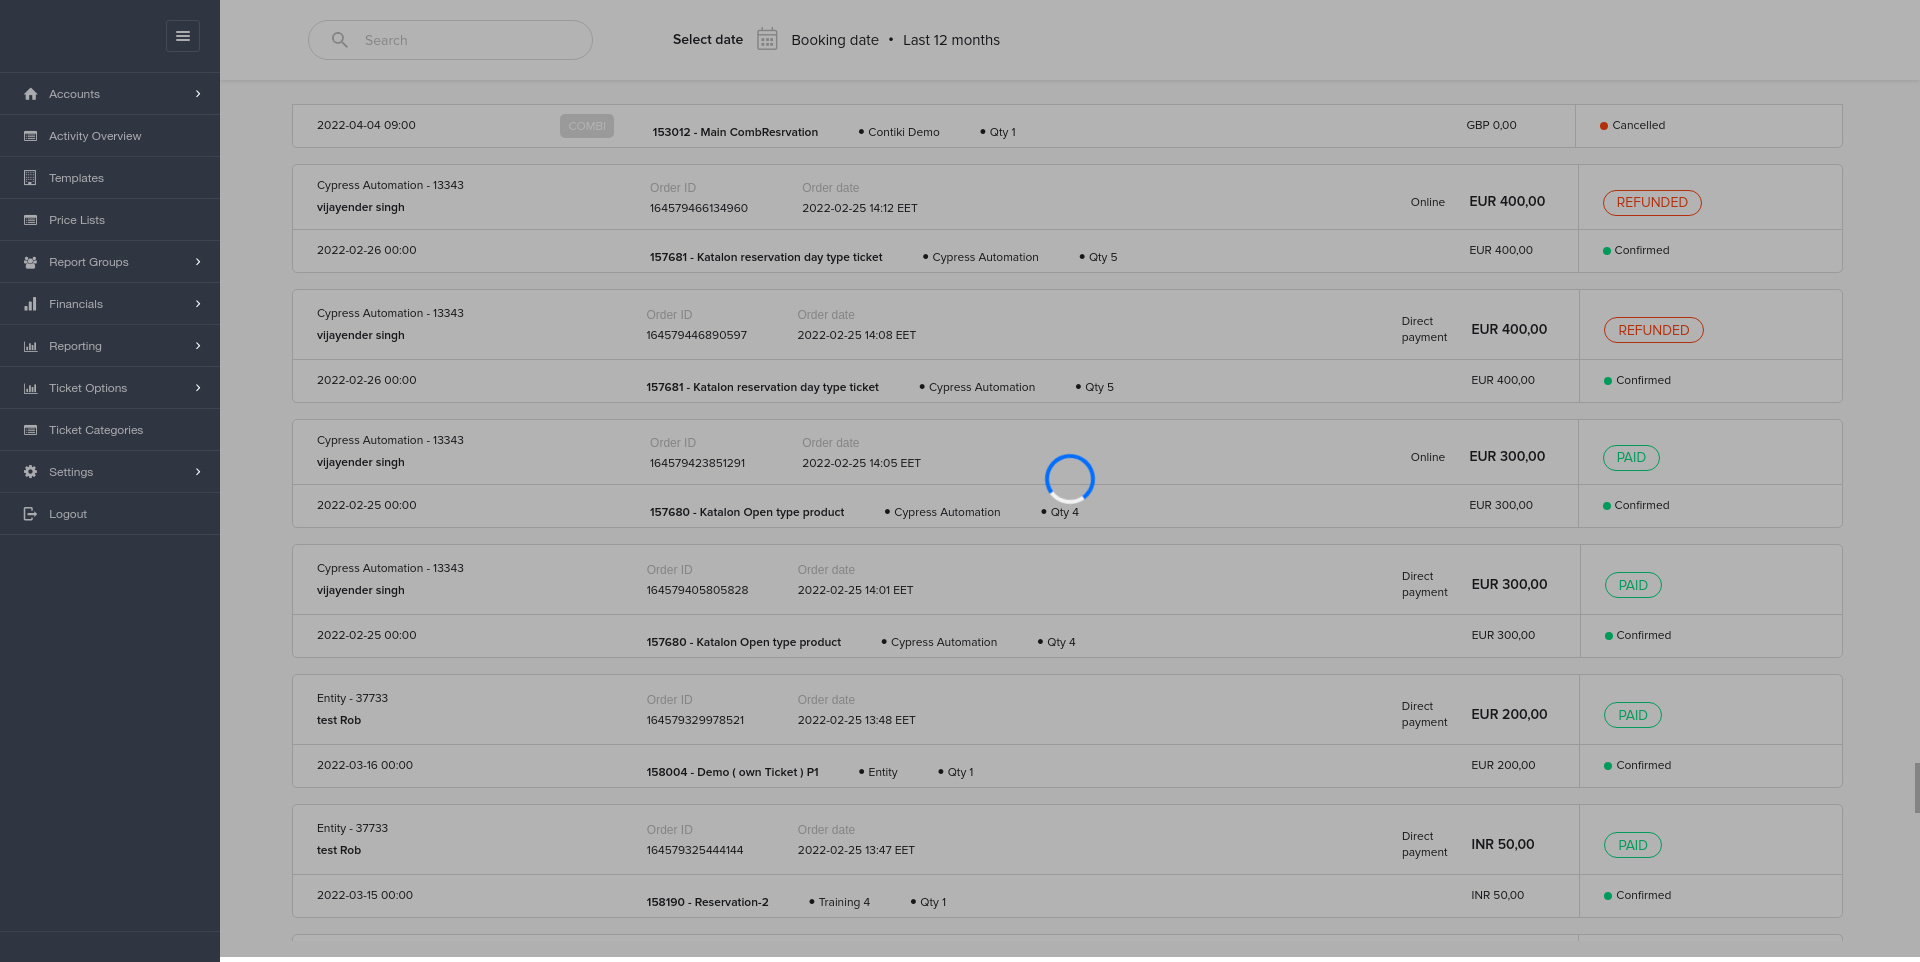 Search
Select date Booking date • Last 12 months
Accounts
Activity Overview
Templates
Price Lists
Report Groups
Financials
Reporting
Ticket Options
Ticket Categories
Settings
Logout
2022-04-04 09:00 COMBI 153012 - Main CombResrvation • Contiki Demo • Qty 1 GBP 0,00 Cancelled
Cypress Automation - 13343 Order ID Order date
vijayender singh 164579466134960 2022-02-25 14:12 EET Online EUR 400,00 REFUNDED
2022-02-26 00:00 157681 - Katalon reservation day type ticket • Cypress Automation • Qty 5 EUR 400,00 Confirmed
Cypress Automation - 13343 Order ID Order date
vijayender singh 164579446890597 2022-02-25 14:08 EET Direct payment EUR 400,00 REFUNDED
2022-02-26 00:00 157681 - Katalon reservation day type ticket • Cypress Automation • Qty 5 EUR 400,00 Confirmed
Cypress Automation - 13343 Order ID Order date
vijayender singh 164579423851291 2022-02-25 14:05 EET Online EUR 300,00 PAID
2022-02-25 00:00 157680 - Katalon Open type product • Cypress Automation • Qty 4 EUR 300,00 Confirmed
Cypress Automation - 13343 Order ID Order date
vijayender singh 164579405805828 2022-02-25 14:01 EET Direct payment EUR 300,00 PAID
2022-02-25 00:00 157680 - Katalon Open type product • Cypress Automation • Qty 4 EUR 300,00 Confirmed
Entity - 37733 Order ID Order date
test Rob 164579329978521 2022-02-25 13:48 EET Direct payment EUR 200,00 PAID
2022-03-16 00:00 158004 - Demo ( own Ticket ) P1 • Entity • Qty 1 EUR 200,00 Confirmed
Entity - 37733 Order ID Order date
test Rob 164579325444144 2022-02-25 13:47 EET Direct payment INR 50,00 PAID
2022-03-15 00:00 158190 - Reservation-2 • Training 4 • Qty 1 INR 50,00 Confirmed